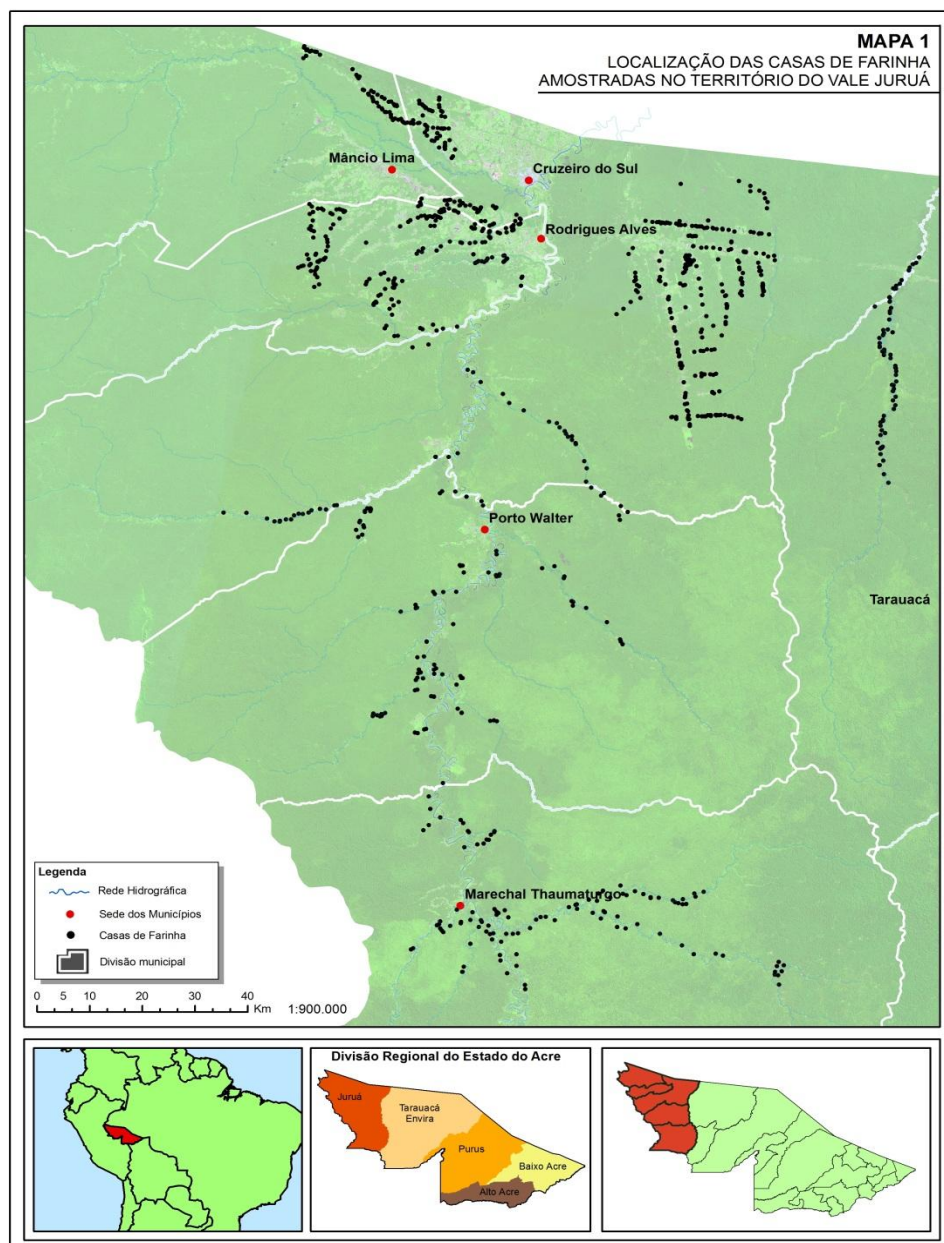 MAPA 1
LOCALIZAÇÃO DAS CASAS DE FARINHA
AMOSTRADAS NO TERRITÓRIO DO VALE JURUÁ
Mâncio Lima
Cruzeiro do Sul
Rodrigues Alves
Porto Walter
Tarauacá
Marechal Thaumaturgo
Legenda
Rede Hidrográfica
Sede dos Municípios
Casas de Farinha
Divisão municipal
0 5 10 20 30 40
Km 1:900.000
Divisão Regional do Estado do Acre
Juruá
Tarauacá
Envira
Purus
Baixo Acre
Alto Acre